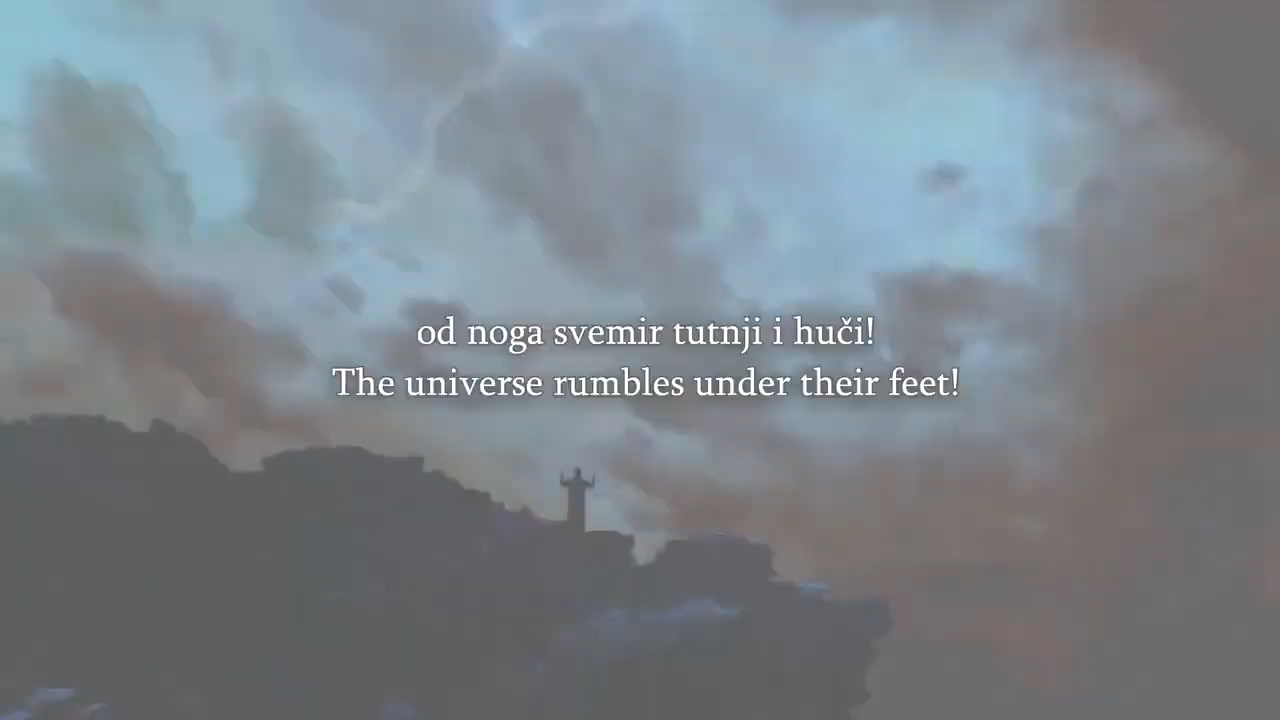 od noga svemir tutnji i huči!
The universe rumbles under their feet!